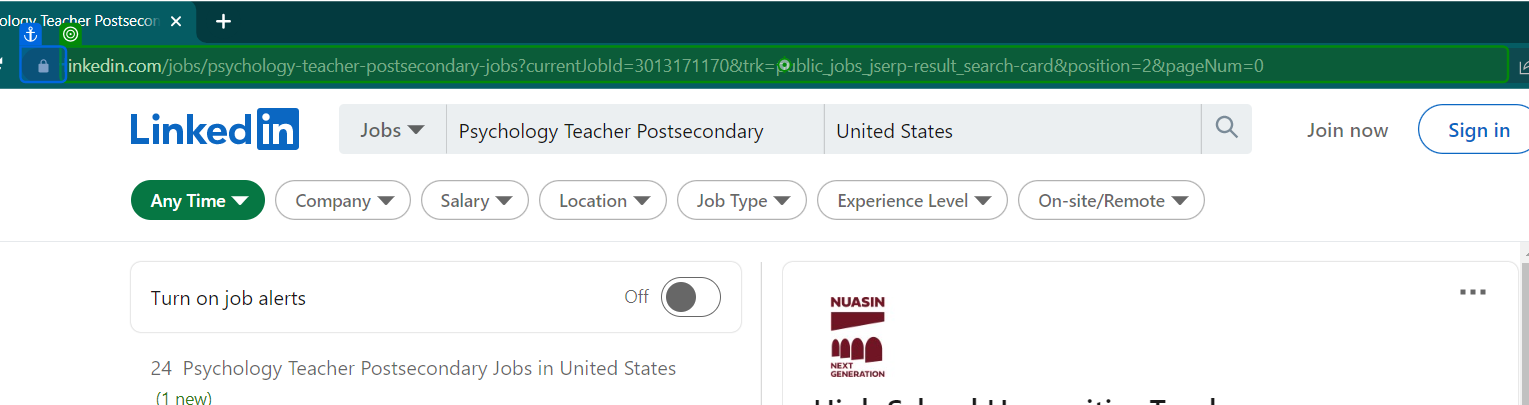 ology Teacher Postsecon
inkedin.com/jobs/psychology-teacher-postsecondary-jobs?currentJobId=3013171170&trk=public_jobs_jserp-result_search-card&position=2&pageNum=0
Linked in Jobs Psychology Teacher Postsecondary United States Join now Sign in
Any Time Company Salary Location Job Type Experience Level On-site/Remote
Turn on job alerts Off
NUASIN
NEXT
GENERATION
24 Psychology Teacher Postsecondary Jobs in United States
(1 new)